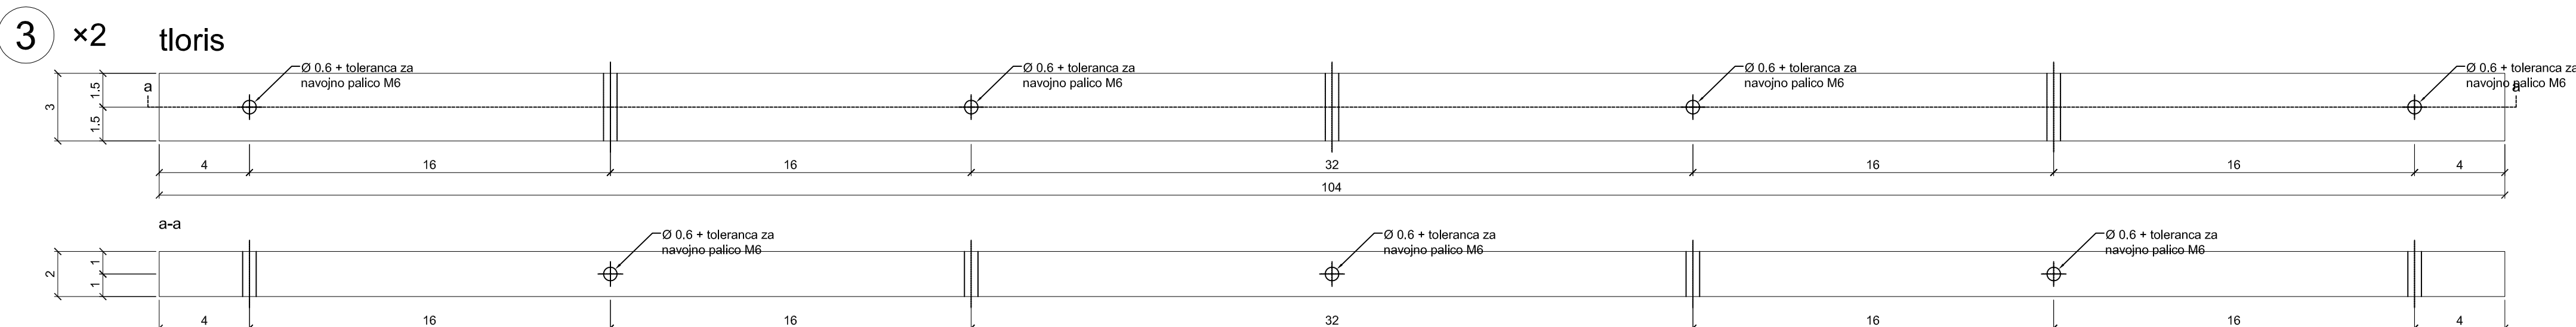 3 ×2 tloris
Ø 0.6 + toleranca za
navojno palico M6
Ø 0.6 + toleranca za
navojno palico M6
Ø 0.6 + toleranca za
navojno palico M6
Ø 0.6 + toleranca za
navojno palico M6
a
a
3
1.5
1.5
4 16 16 32 16 16 4
104
a-a
Ø 0.6 + toleranca za
navojno palico M6
Ø 0.6 + toleranca za
navojno palico M6
Ø 0.6 + toleranca za
navojno palico M6
2
1
1
4 16 16 32 16 16 4